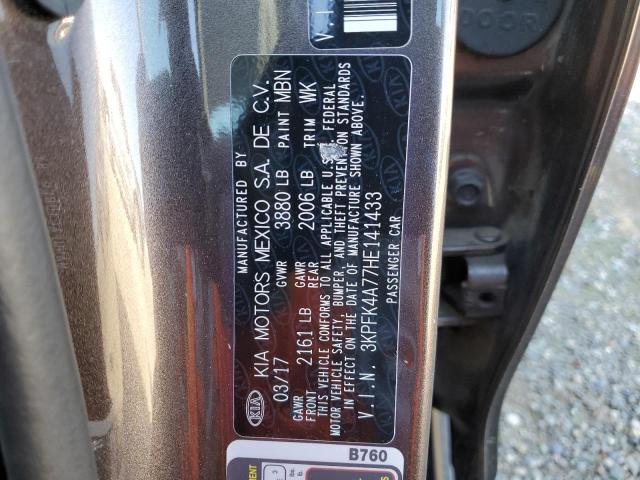 MANUFACTURED BY
KIA KIA MOTORS MEXICO S.A. DE C.V.
03/17 GVWR 3880 LB PAINT MBN
GAWR FRONT 2161 LB GAWR REAR 2006 LB TRIM WK
THIS VEHICLE CONFORMS TO ALL APPLICABLE U.S. FEDERAL
MOTOR VEHICLE SAFETY, BUMPER, AND THEFT PREVENTION STANDARDS
IN EFFECT ON THE DATE OF MANUFACTURE SHOWN ABOVE.
V.I.N. 3KPFK4A77HE141433
PASSENGER CAR
B760
DOOR